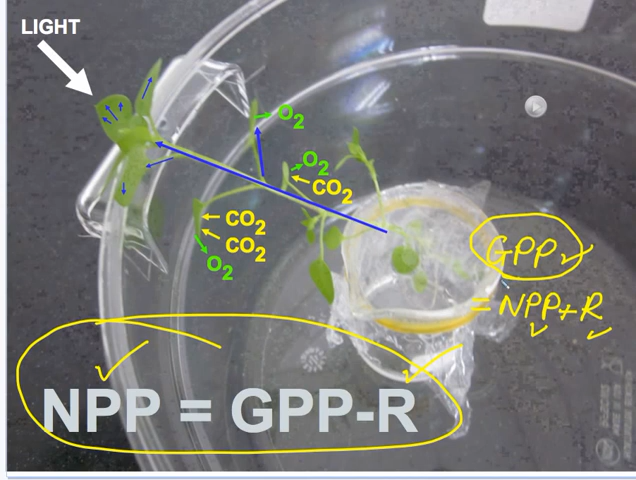 LIGHT
O2
O2
CO2
CO2
CO2
O2
GPP
= NPP+R
NPP = GPP-R